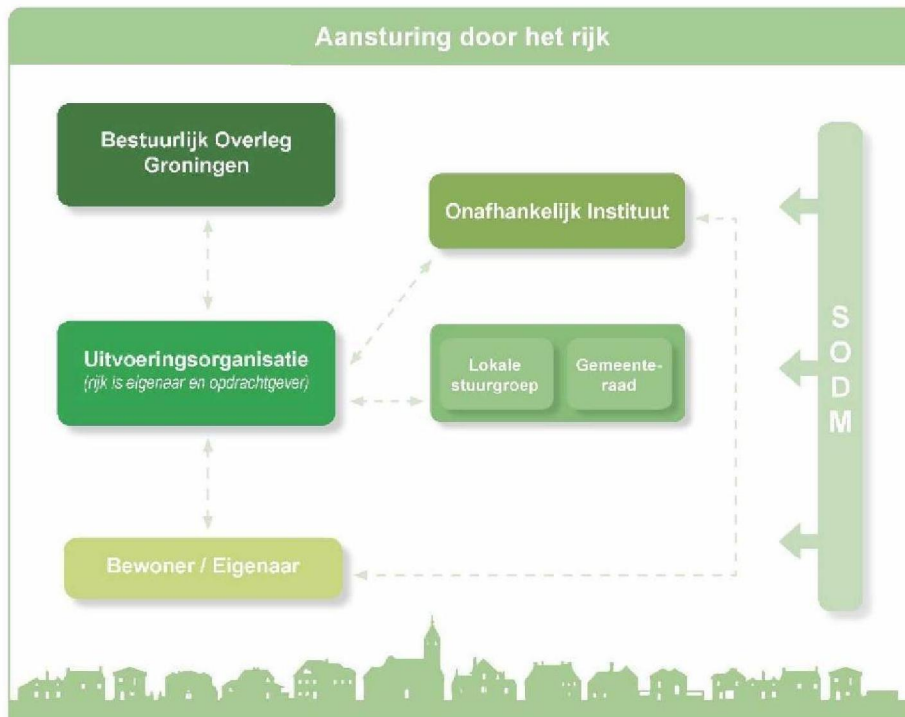 Aansturing door het rijk
Bestuurlijk Overleg
Groningen
Onafhankelijk Instituut
Uitvoeringsorganisatie
(rijk is eigenaar en opdrachtgever)
Lokale
stuurgroep
Gemeente-
raad
Bewoner / Eigenaar
S
O
D
M